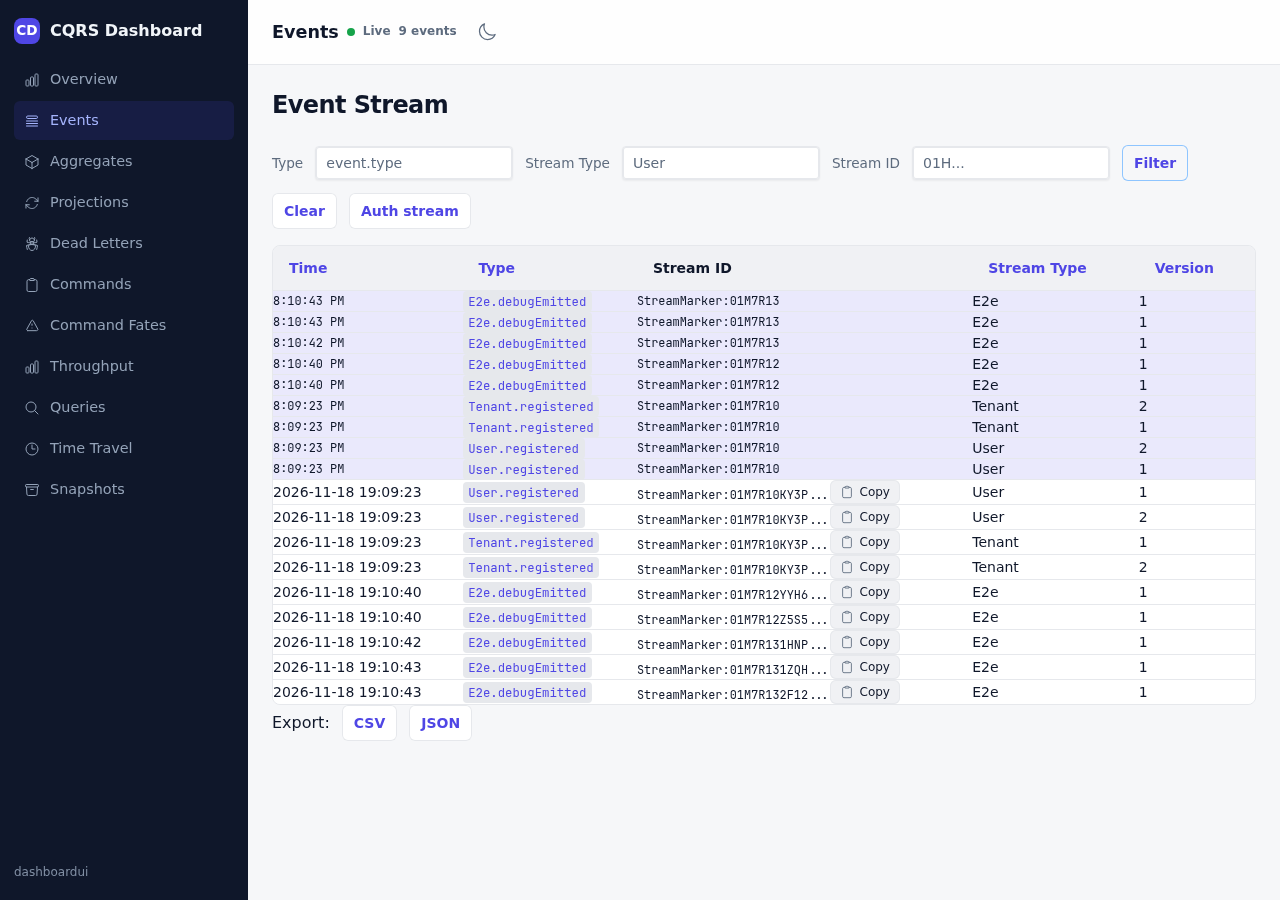 CD CQRS Dashboard
Overview
Events
Aggregates
Projections
Dead Letters
Commands
Command Fates
Throughput
Queries
Time Travel
Snapshots
dashboardui
Events Live 9 events
Event Stream
Type event.type Stream Type User Stream ID 01H... Filter
Clear Auth stream
Time Type Stream ID Stream Type Version
8:10:43 PM E2e.debugEmitted StreamMarker:01M7R13 E2e 1
8:10:43 PM E2e.debugEmitted StreamMarker:01M7R13 E2e 1
8:10:42 PM E2e.debugEmitted StreamMarker:01M7R13 E2e 1
8:10:40 PM E2e.debugEmitted StreamMarker:01M7R12 E2e 1
8:10:40 PM E2e.debugEmitted StreamMarker:01M7R12 E2e 1
8:09:23 PM Tenant.registered StreamMarker:01M7R10 Tenant 2
8:09:23 PM Tenant.registered StreamMarker:01M7R10 Tenant 1
8:09:23 PM User.registered StreamMarker:01M7R10 User 2
8:09:23 PM User.registered StreamMarker:01M7R10 User 1
2026-11-18 19:09:23 User.registered StreamMarker:01M7R10KY3P... Copy User 1
2026-11-18 19:09:23 User.registered StreamMarker:01M7R10KY3P... Copy User 2
2026-11-18 19:09:23 Tenant.registered StreamMarker:01M7R10KY3P... Copy Tenant 1
2026-11-18 19:09:23 Tenant.registered StreamMarker:01M7R10KY3P... Copy Tenant 2
2026-11-18 19:10:40 E2e.debugEmitted StreamMarker:01M7R12YYH6... Copy E2e 1
2026-11-18 19:10:40 E2e.debugEmitted StreamMarker:01M7R12Z5S5... Copy E2e 1
2026-11-18 19:10:42 E2e.debugEmitted StreamMarker:01M7R131HNP... Copy E2e 1
2026-11-18 19:10:43 E2e.debugEmitted StreamMarker:01M7R131ZQH... Copy E2e 1
2026-11-18 19:10:43 E2e.debugEmitted StreamMarker:01M7R132F12... Copy E2e 1
Export: CSV JSON